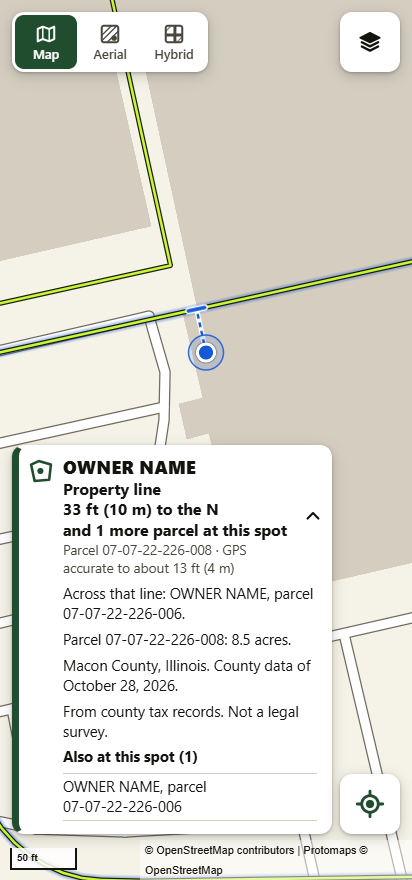 Map
Aerial
Hybrid
OWNER NAME
Property line
33 ft (10 m) to the N
and 1 more parcel at this spot
Parcel 07-07-22-226-008 · GPS
accurate to about 13 ft (4 m)
Across that line: OWNER NAME, parcel
07-07-22-226-006.
Parcel 07-07-22-226-008: 8.5 acres.
Macon County, Illinois. County data of
October 28, 2026.
From county tax records. Not a legal
survey.
Also at this spot (1)
OWNER NAME, parcel
07-07-22-226-006
50 ft
© OpenStreetMap contributors | Protomaps ©
OpenStreetMap